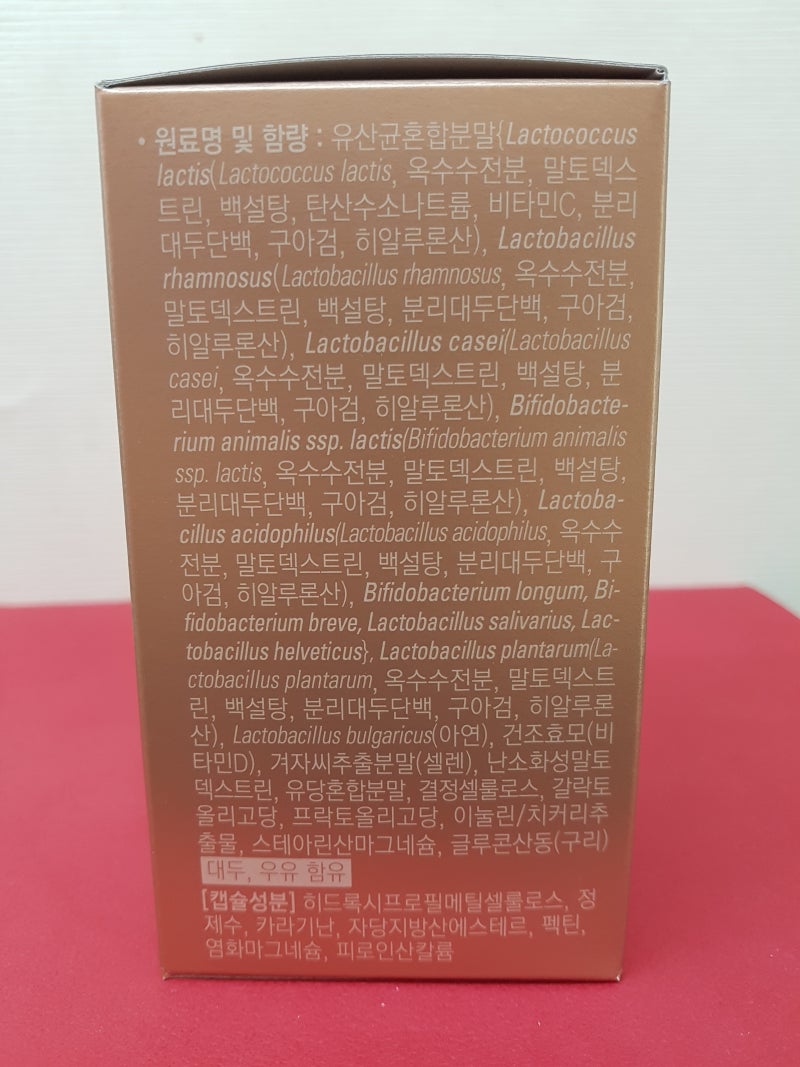 • 원료명 및 함량 : 유산균혼합분말{Lactococcus
lactis(Lactococcus lactis, 옥수수전분, 말토덱스
트린, 백설탕, 탄산수소나트륨, 비타민C, 분리
대두단백, 구아검, 히알루론산), Lactobacillus
rhamnosus(Lactobacillus rhamnosus, 옥수수전분,
말토덱스트린, 백설탕, 분리대두단백, 구아검,
히알루론산), Lactobacillus casei(Lactobacillus
casei, 옥수수전분, 말토덱스트린, 백설탕, 분
리대두단백, 구아검, 히알루론산), Bifidobacte-
rium animalis ssp. lactis(Bifidobacterium animalis
ssp. lactis, 옥수수전분, 말토덱스트린, 백설탕,
분리대두단백, 구아검, 히알루론산), Lactoba-
cillus acidophilus(Lactobacillus acidophilus, 옥수수
전분, 말토덱스트린, 백설탕, 분리대두단백, 구
아검, 히알루론산), Bifidobacterium longum, Bi-
fidobacterium breve, Lactobacillus salivarius, Lac-
tobacillus helveticus}, Lactobacillus plantarum(La-
ctobacillus plantarum, 옥수수전분, 말토덱스트
린, 백설탕, 분리대두단백, 구아검, 히알루론
산), Lactobacillus bulgaricus(아연), 건조효모(비
타민D), 겨자씨추출분말(셀렌), 난소화성말토
덱스트린, 유당혼합분말, 결정셀룰로스, 갈락토
올리고당, 프락토올리고당, 이눌린/치커리추
출물, 스테아린산마그네슘, 글루콘산동(구리)
대두, 우유 함유
[캡슐성분] 히드록시프로필메틸셀룰로스, 정
제수, 카라기난, 자당지방산에스테르, 펙틴,
염화마그네슘, 피로인산칼륨